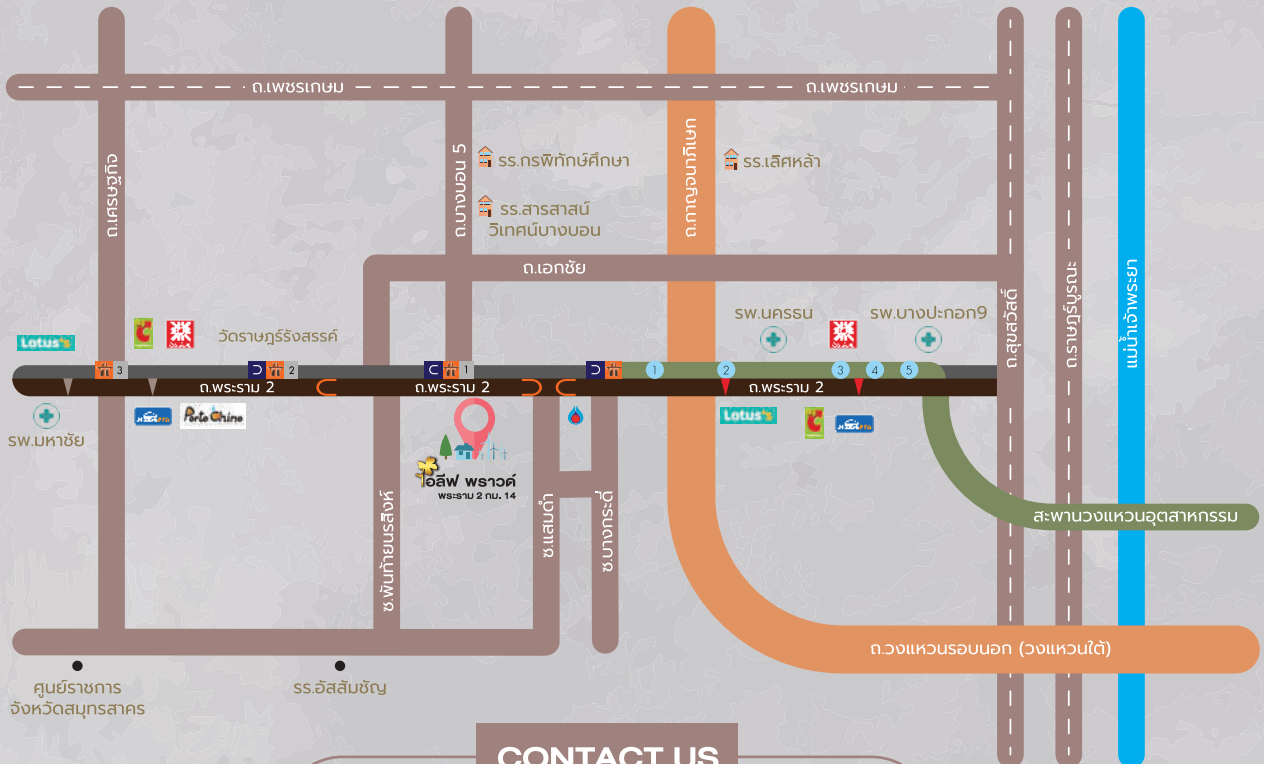 ถ.เพชรเกษม
ถ.เพชรเกษม
ถ.เศรษฐกิจ
ถ.บางบอน 5
ถ.กาญจนาภิเษก
รร.กรพิทักษ์ศึกษา
รร.เลิศหล้า
รร.สารสาสน์
วิเทศน์บางบอน
ถ.เอกชัย
ถ.สุขสวัสดิ์
ถ.ราษฎร์บูรณะ
แม่น้ำเจ้าพระยา
รพ.นครธน
รพ.บางปะกอก9
Lotus's
วัดราษฎร์รังสรรค์
3
2
1
1
2
3
4
5
ถ.พระราม 2
ถ.พระราม 2
ถ.พระราม 2
รพ.มหาชัย
Porto Chino
Lotus's
ไอลีฟ พราวด์
พระราม 2 กม. 14
ซ.พันท้ายนรสิงห์
ซ.แสมดำ
ซ.บางกระดี่
สะพานวงแหวนอุตสาหกรรม
ถ.วงแหวนรอบนอก (วงแหวนใต้)
ศูนย์ราชการ
จังหวัดสมุทรสาคร
รร.อัสสัมชัญ
CONTACT US